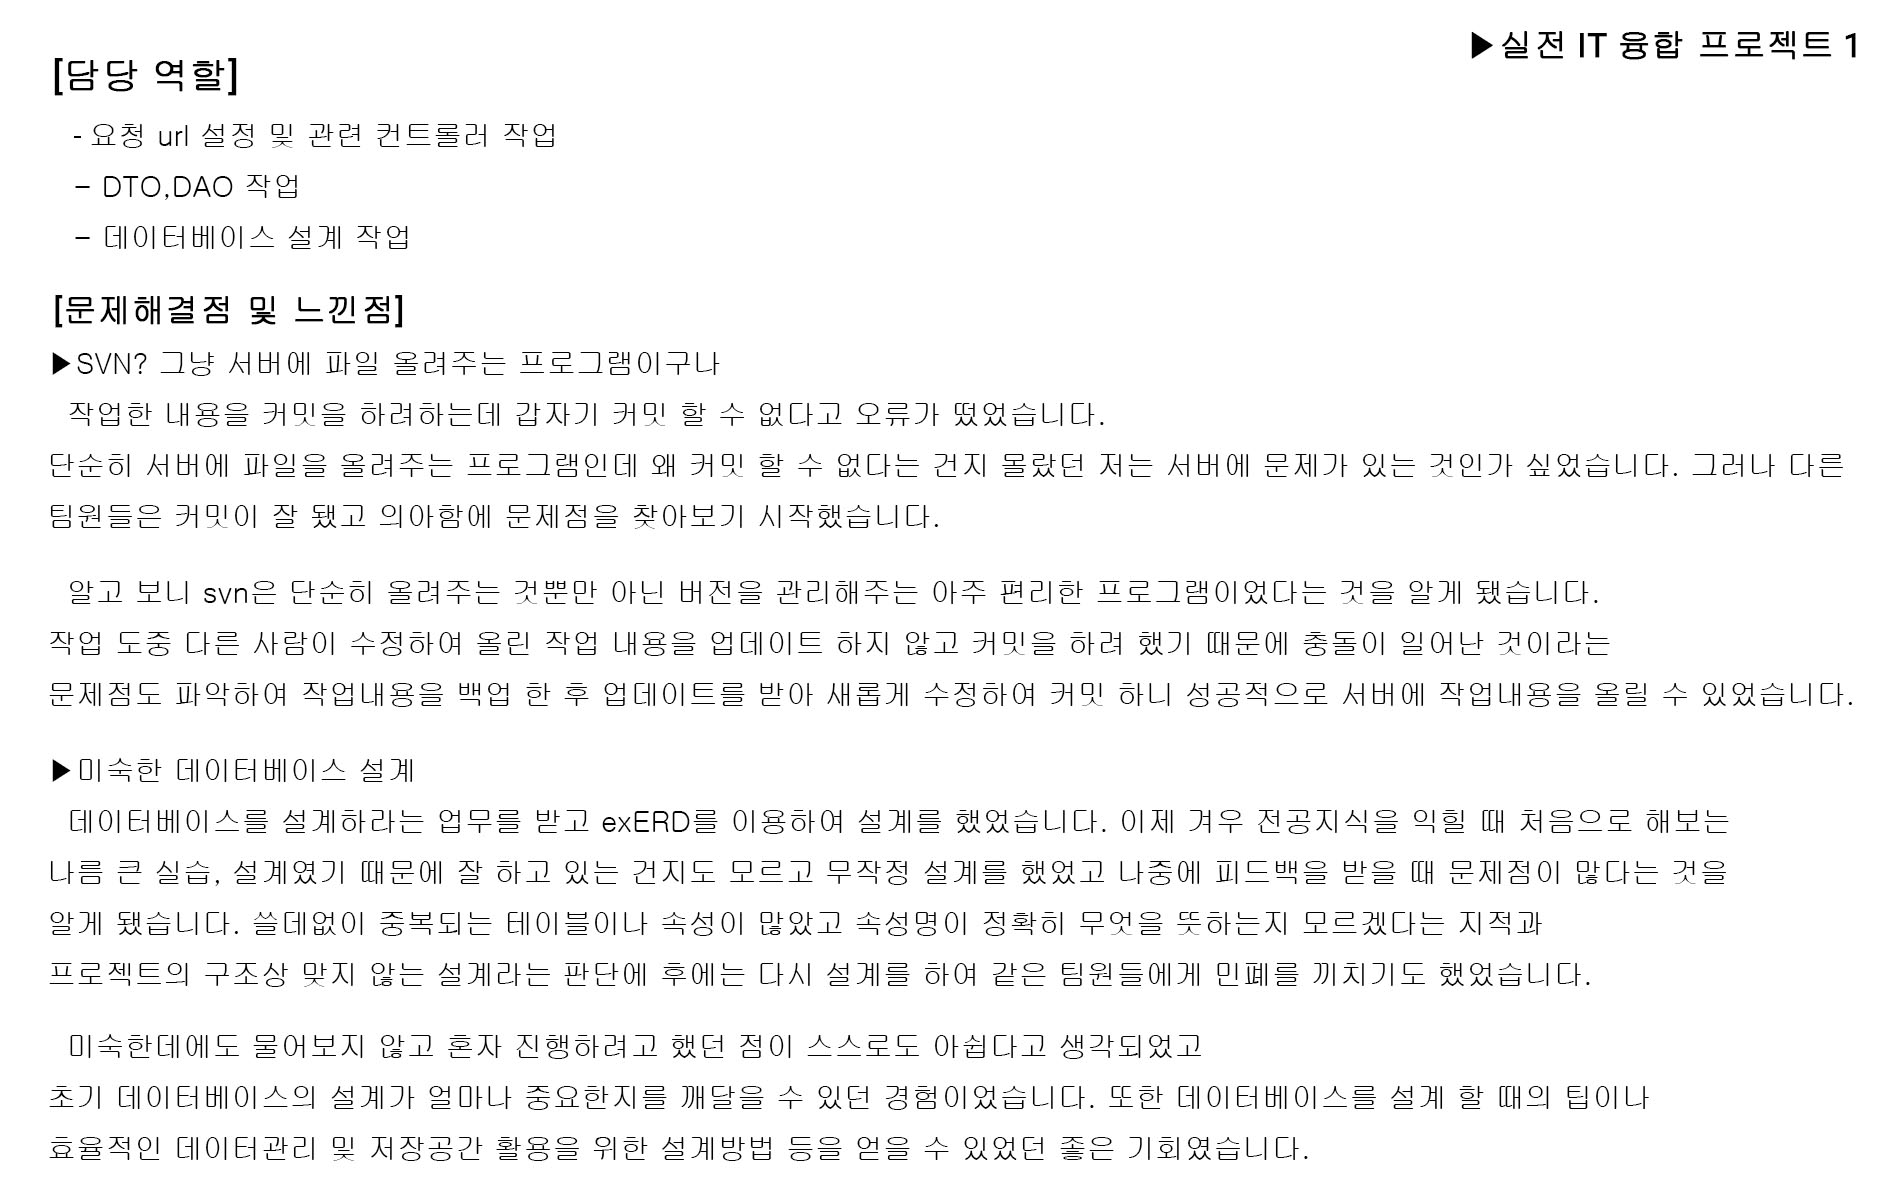 ▶실전 IT 융합 프로젝트 1
[담당 역할]
- 요청 url 설정 및 관련 컨트롤러 작업
– DTO,DAO 작업
– 데이터베이스 설계 작업
[문제해결점 및 느낀점]
▶SVN? 그냥 서버에 파일 올려주는 프로그램이구나
작업한 내용을 커밋을 하려하는데 갑자기 커밋 할 수 없다고 오류가 떴었습니다.
단순히 서버에 파일을 올려주는 프로그램인데 왜 커밋 할 수 없다는 건지 몰랐던 저는 서버에 문제가 있는 것인가 싶었습니다. 그러나 다른
팀원들은 커밋이 잘 됐고 의아함에 문제점을 찾아보기 시작했습니다.
알고 보니 svn은 단순히 올려주는 것뿐만 아닌 버전을 관리해주는 아주 편리한 프로그램이었다는 것을 알게 됐습니다.
작업 도중 다른 사람이 수정하여 올린 작업 내용을 업데이트 하지 않고 커밋을 하려 했기 때문에 충돌이 일어난 것이라는
문제점도 파악하여 작업내용을 백업 한 후 업데이트를 받아 새롭게 수정하여 커밋 하니 성공적으로 서버에 작업내용을 올릴 수 있었습니다.
▶미숙한 데이터베이스 설계
데이터베이스를 설계하라는 업무를 받고 exERD를 이용하여 설계를 했었습니다. 이제 겨우 전공지식을 익힐 때 처음으로 해보는
나름 큰 실습, 설계였기 때문에 잘 하고 있는 건지도 모르고 무작정 설계를 했었고 나중에 피드백을 받을 때 문제점이 많다는 것을
알게 됐습니다. 쓸데없이 중복되는 테이블이나 속성이 많았고 속성명이 정확히 무엇을 뜻하는지 모르겠다는 지적과
프로젝트의 구조상 맞지 않는 설계라는 판단에 후에는 다시 설계를 하여 같은 팀원들에게 민폐를 끼치기도 했었습니다.
미숙한데에도 물어보지 않고 혼자 진행하려고 했던 점이 스스로도 아쉽다고 생각되었고
초기 데이터베이스의 설계가 얼마나 중요한지를 깨달을 수 있던 경험이었습니다. 또한 데이터베이스를 설계 할 때의 팁이나
효율적인 데이터관리 및 저장공간 활용을 위한 설계방법 등을 얻을 수 있었던 좋은 기회였습니다.